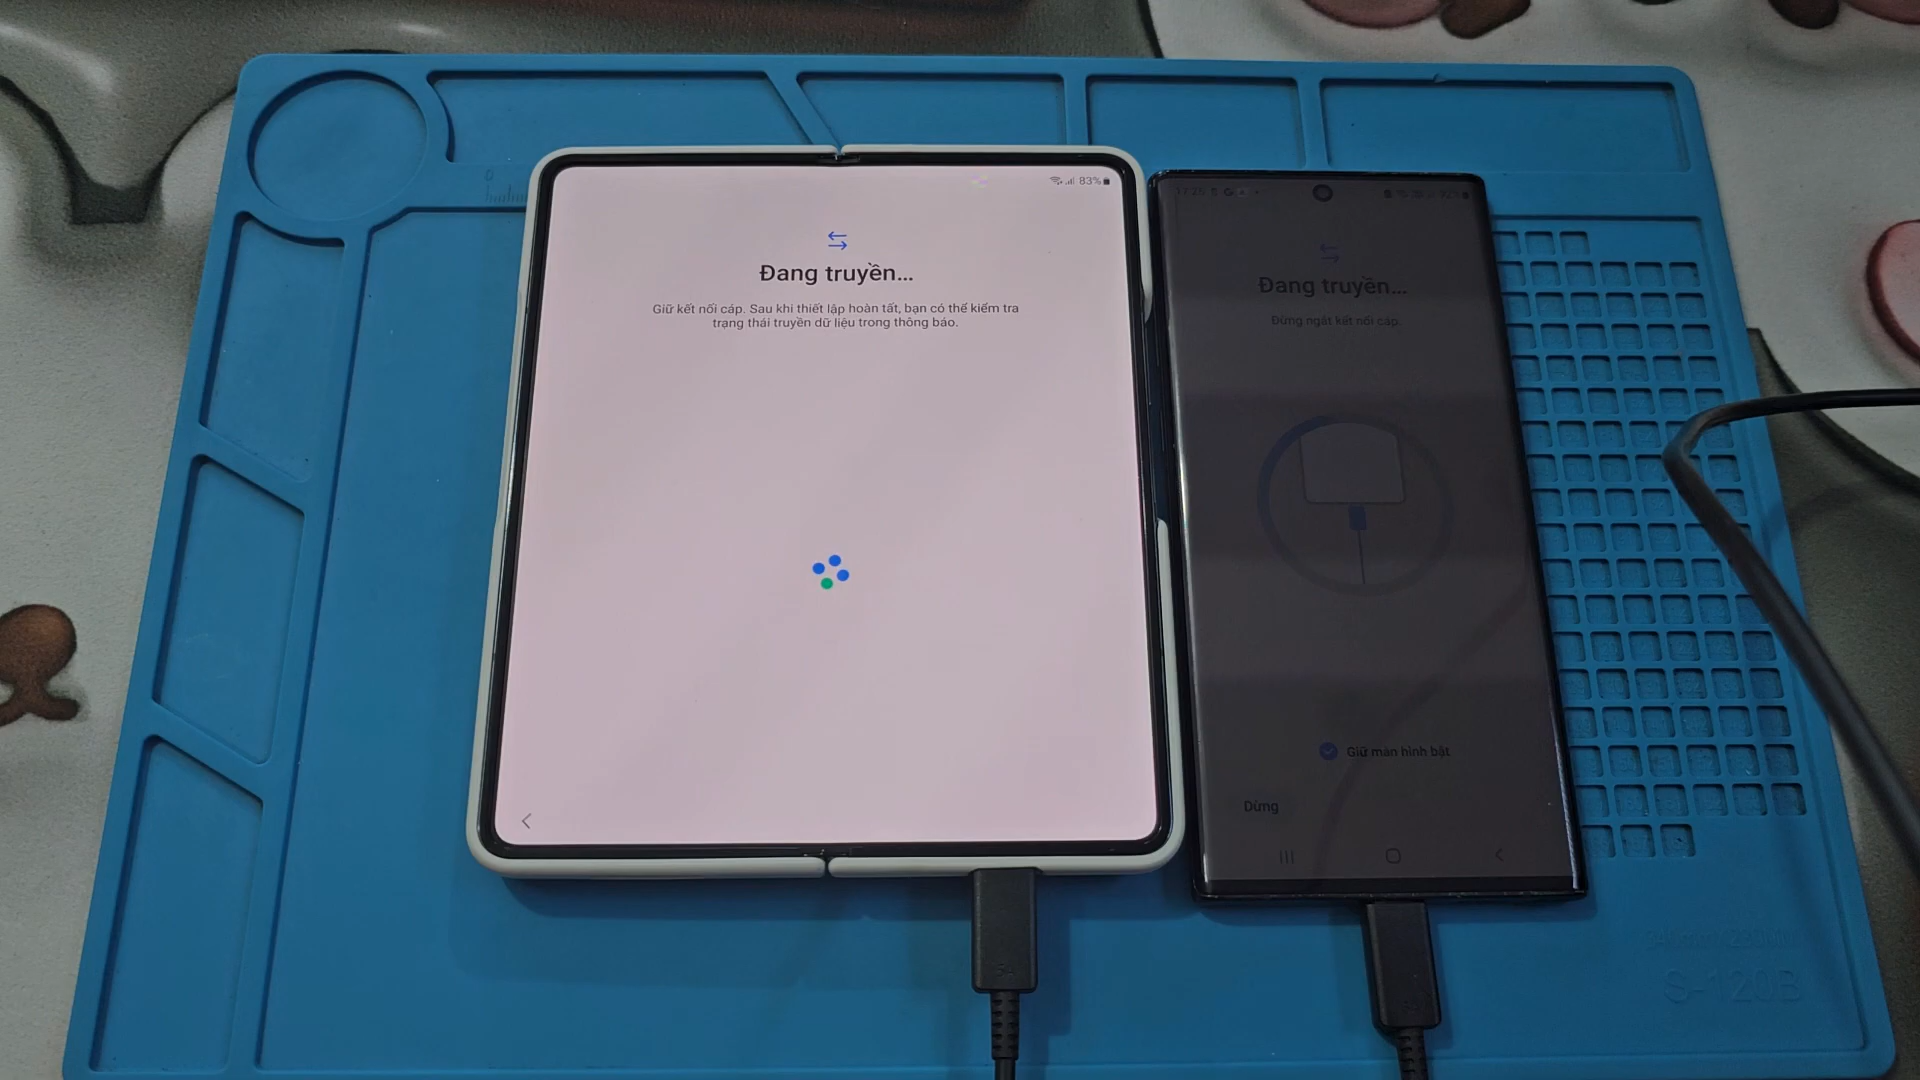 0
83%
Đang truyền...
Giữ kết nối cáp. Sau khi thiết lập hoàn tất, bạn có thể kiểm tra
trạng thái truyền dữ liệu trong thông báo.
92%
Đang truyền...
Đừng ngắt kết nối cáp.
Giữ màn hình bật
Dừng
S-120B